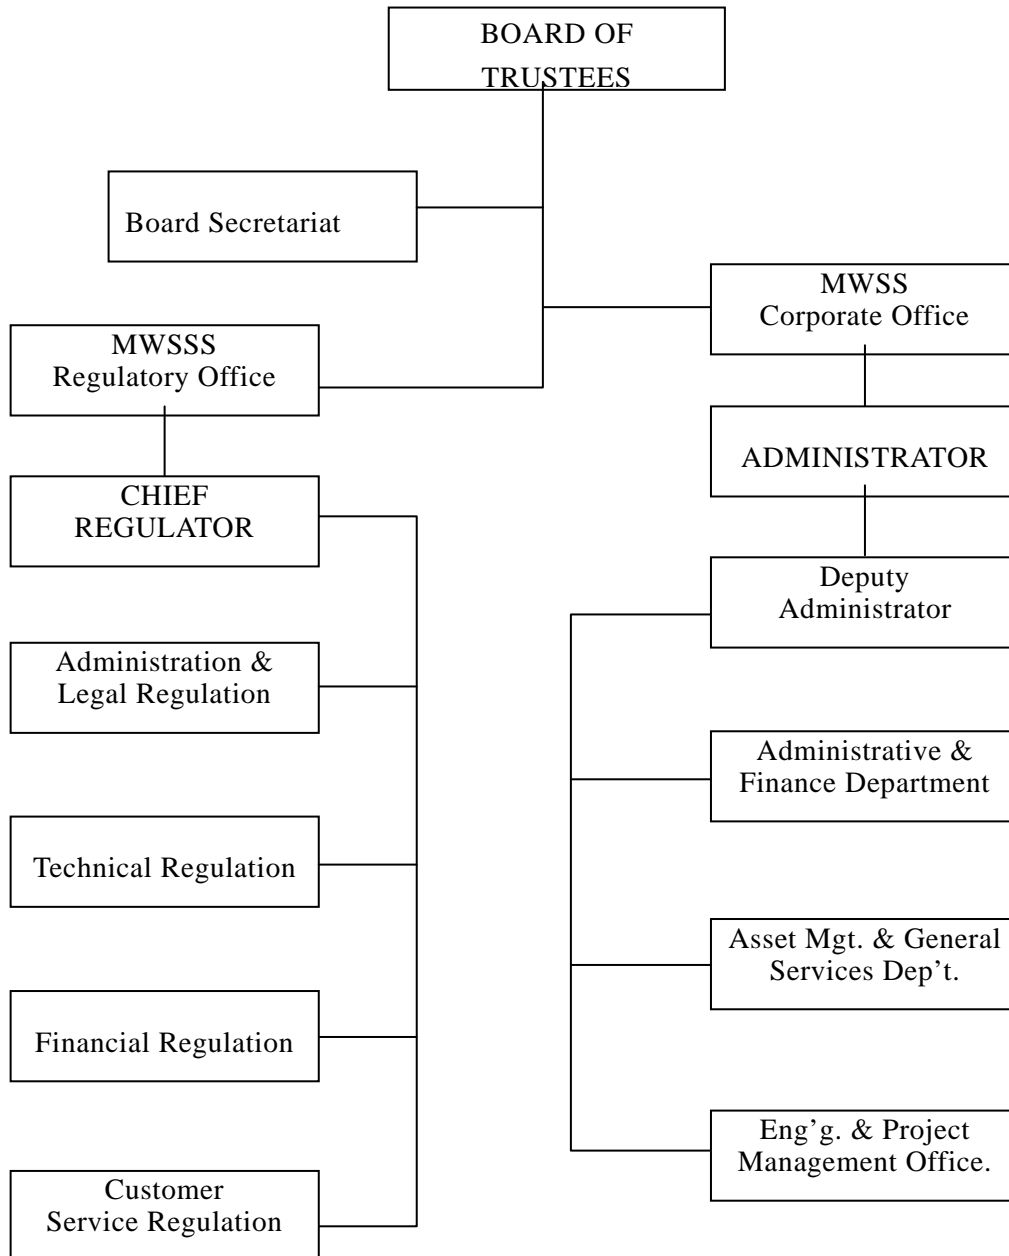 BOARD OF
TRUSTEES
Board Secretariat
MWSS
Corporate Office
MWSSS
Regulatory Office
ADMINISTRATOR
CHIEF
REGULATOR
Deputy
Administrator
Administration &
Legal Regulation
Administrative &
Finance Department
Technical Regulation
Asset Mgt. & General
Services Dep’t.
Financial Regulation
Eng’g. & Project
Management Office.
Customer
Service Regulation